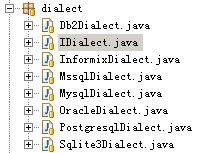 dialect
Db2Dialect.java
IDialect.java
InformixDialect.java
MssqlDialect.java
MysqlDialect.java
OracleDialect.java
PostgresqlDialect.java
Sqlite3Dialect.java